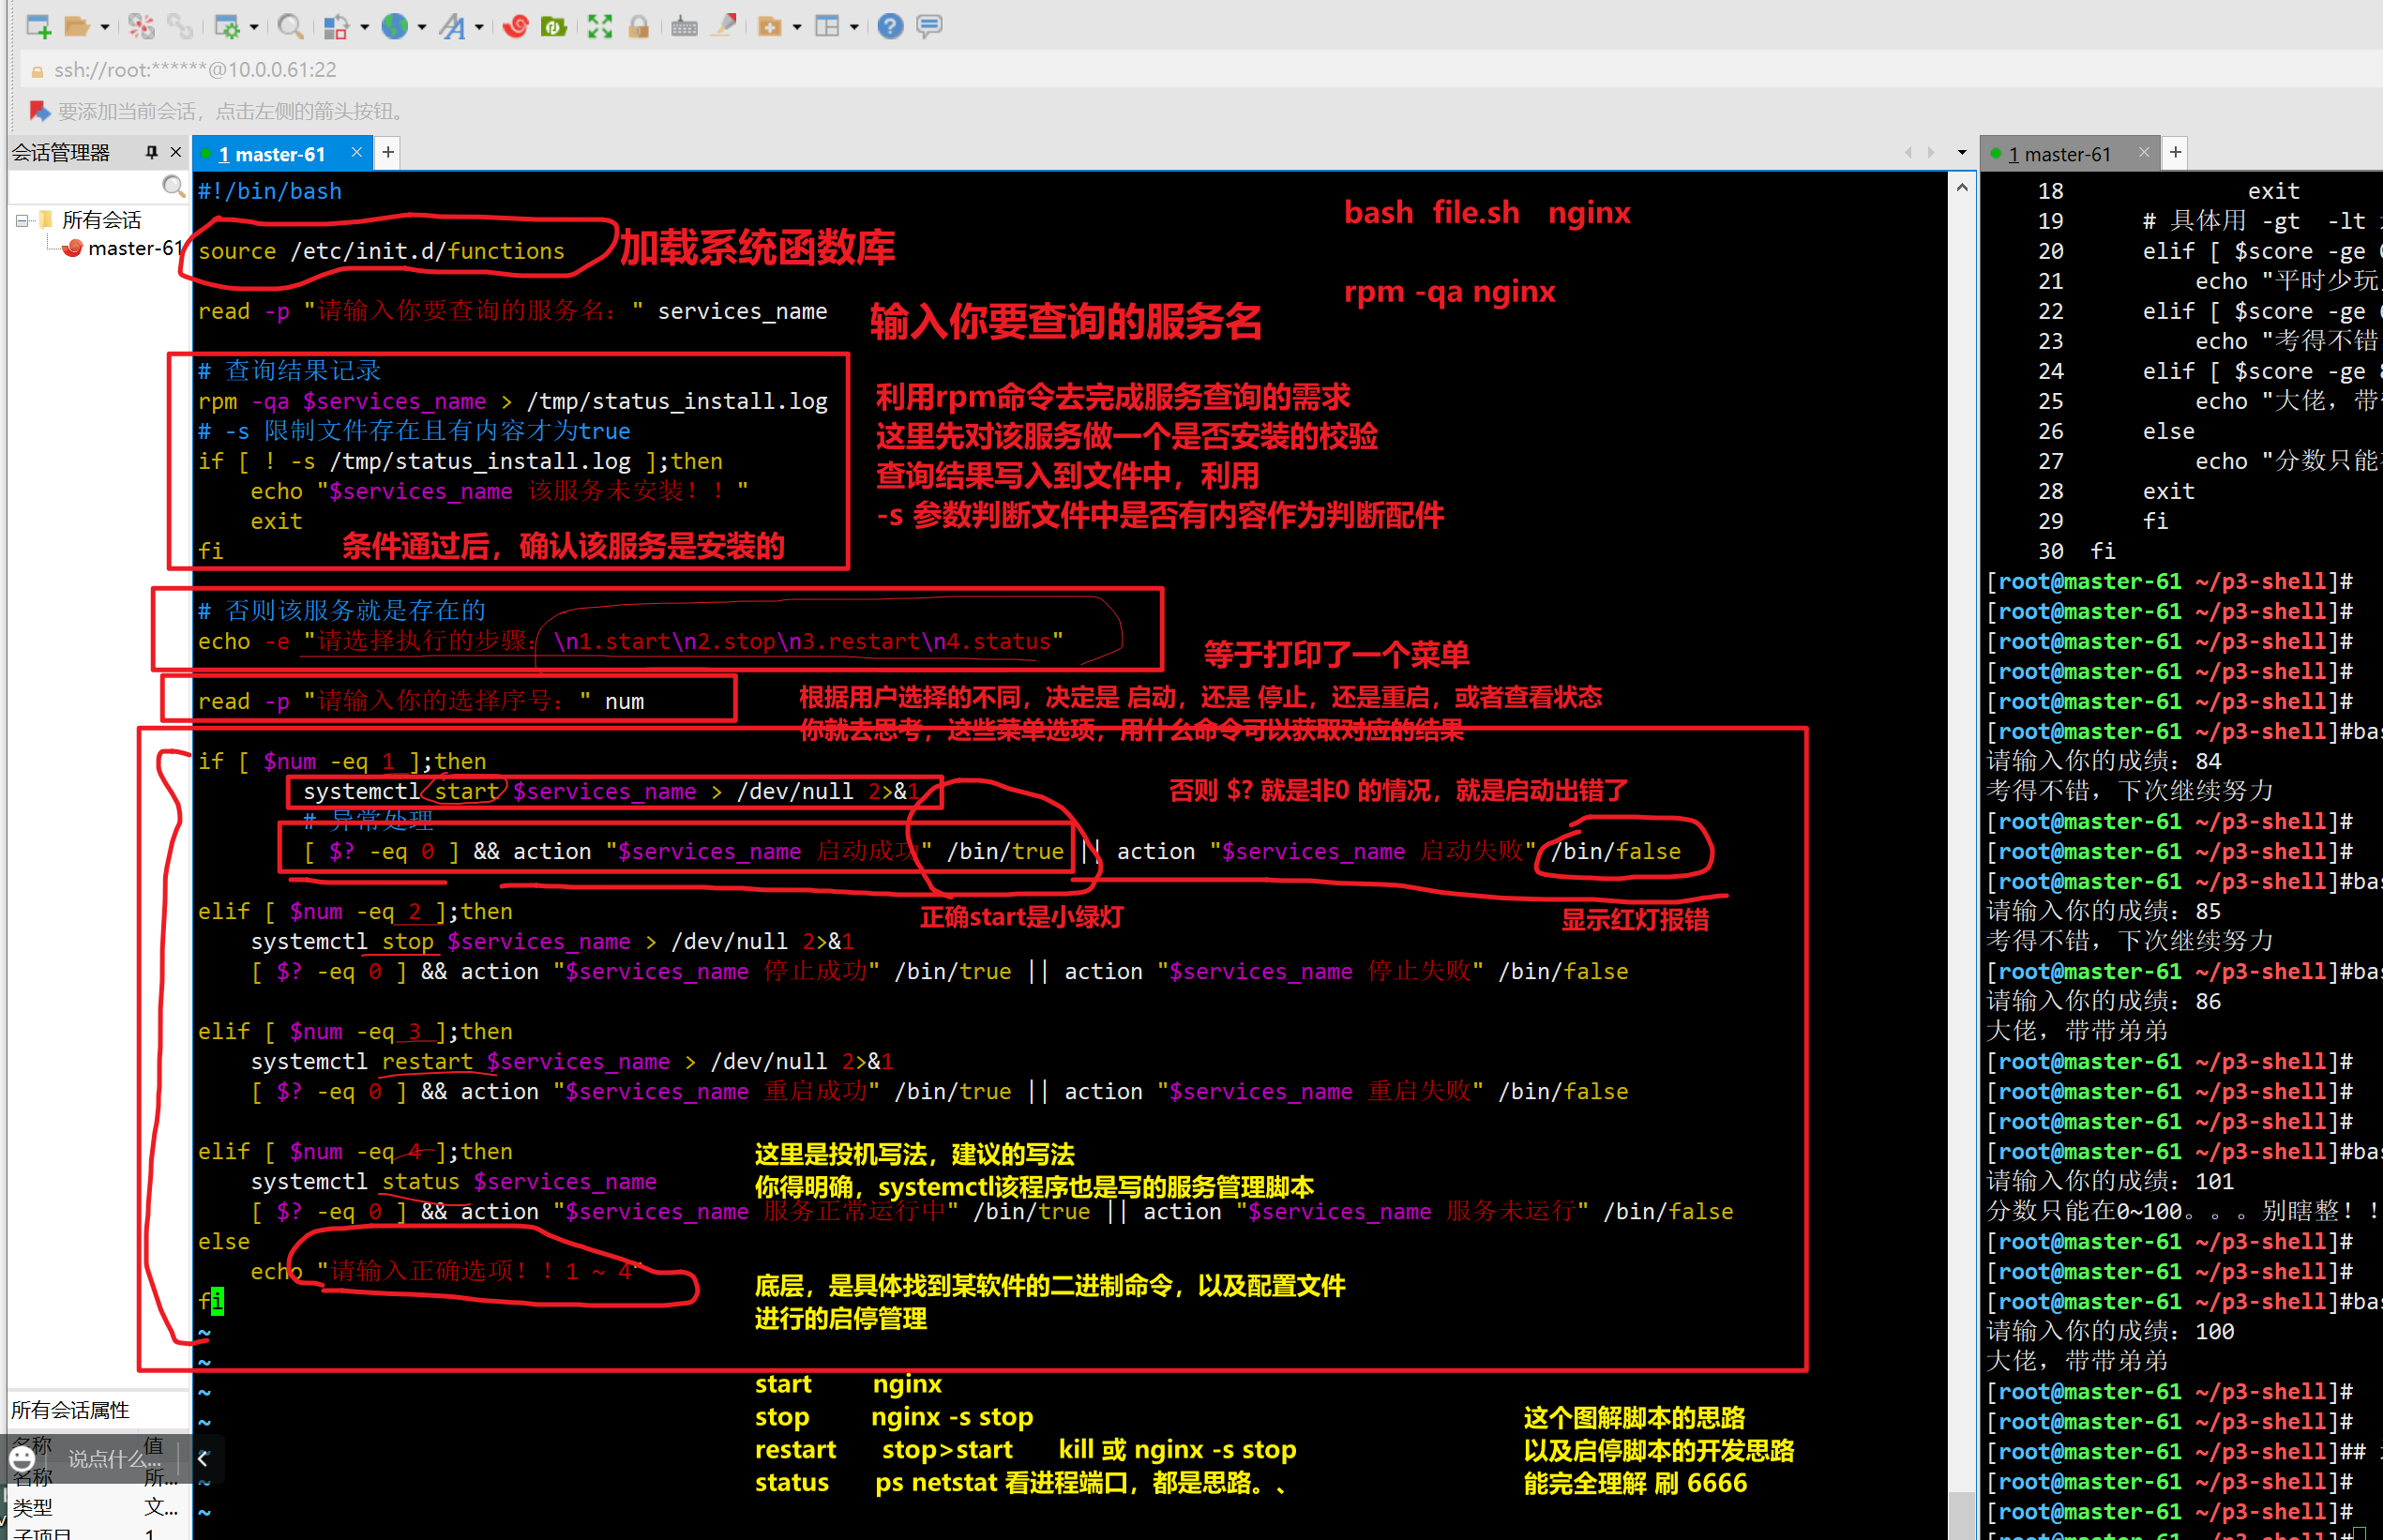 ssh://root:******@10.0.0.61:22
要添加当前会话，点击左侧的箭头按钮。
会话管理器
1 master-61
所有会话
master-61
#!/bin/bash
source /etc/init.d/functions
加载系统函数库
bash file.sh nginx
rpm -qa nginx
read -p "请输入你要查询的服务名：" services_name
输入你要查询的服务名
# 查询结果记录
rpm -qa $services_name > /tmp/status_install.log
# -s 限制文件存在且有内容才为true
if [ ! -s /tmp/status_install.log ];then
echo "$services_name 该服务未安装！！"
exit
fi
条件通过后，确认该服务是安装的
利用rpm命令去完成服务查询的需求
这里先对该服务做一个是否安装的校验
查询结果写入到文件中，利用
-s 参数判断文件中是否有内容作为判断配件
# 否则该服务就是存在的
echo -e "请选择执行的步骤：\n1.start\n2.stop\n3.restart\n4.status"
等于打印了一个菜单
read -p "请输入你的选择序号：" num
根据用户选择的不同，决定是 启动，还是 停止，还是重启，或者查看状态
你就去思考，这些菜单选项，用什么命令可以获取对应的结果
if [ $num -eq 1 ];then
systemctl start $services_name > /dev/null 2>&1
否则 $? 就是非0 的情况，就是启动出错了
# 异常处理
[ $? -eq 0 ] && action "$services_name 启动成功" /bin/true || action "$services_name 启动失败" /bin/false
正确start是小绿灯
显示红灯报错
elif [ $num -eq 2 ];then
systemctl stop $services_name > /dev/null 2>&1
[ $? -eq 0 ] && action "$services_name 停止成功" /bin/true || action "$services_name 停止失败" /bin/false
elif [ $num -eq 3 ];then
systemctl restart $services_name > /dev/null 2>&1
[ $? -eq 0 ] && action "$services_name 重启成功" /bin/true || action "$services_name 重启失败" /bin/false
elif [ $num -eq 4 ];then
systemctl status $services_name
这里是投机写法，建议的写法
你得明确，systemctl该程序也是写的服务管理脚本
[ $? -eq 0 ] && action "$services_name 服务正常运行中" /bin/true || action "$services_name 服务未运行" /bin/false
else
echo "请输入正确选项！！1 ~ 4"
fi
底层，是具体找到某软件的二进制命令，以及配置文件
进行的启停管理
~
~
~
~
~
~
~
start nginx
stop nginx -s stop
restart stop>start kill 或 nginx -s stop
status ps netstat 看进程端口，都是思路。、
这个图解脚本的思路
以及启停脚本的开发思路
能完全理解 刷 6666
所有会话属性
名称 值
说点什么...
名称 所...
类型 文...
子项目 1
1 master-61
18 exit
19 # 具体用 -gt -lt
20 elif [ $score -ge
21 echo "平时少玩
22 elif [ $score -ge
23 echo "考得不错
24 elif [ $score -ge
25 echo "大佬，带
26 else
27 echo "分数只能
28 exit
29 fi
30 fi
[root@master-61 ~/p3-shell]#
[root@master-61 ~/p3-shell]#
[root@master-61 ~/p3-shell]#
[root@master-61 ~/p3-shell]#
[root@master-61 ~/p3-shell]#
[root@master-61 ~/p3-shell]#bas
请输入你的成绩：84
考得不错，下次继续努力
[root@master-61 ~/p3-shell]#
[root@master-61 ~/p3-shell]#
[root@master-61 ~/p3-shell]#bas
请输入你的成绩：85
考得不错，下次继续努力
[root@master-61 ~/p3-shell]#bas
请输入你的成绩：86
大佬，带带弟弟
[root@master-61 ~/p3-shell]#
[root@master-61 ~/p3-shell]#
[root@master-61 ~/p3-shell]#
[root@master-61 ~/p3-shell]#bas
请输入你的成绩：101
分数只能在0~100。。。别瞎整！！
[root@master-61 ~/p3-shell]#
[root@master-61 ~/p3-shell]#
[root@master-61 ~/p3-shell]#bas
请输入你的成绩：100
大佬，带带弟弟
[root@master-61 ~/p3-shell]#
[root@master-61 ~/p3-shell]#
[root@master-61 ~/p3-shell]##
[root@master-61 ~/p3-shell]#
[root@master-61 ~/p3-shell]#
[root@master-61 ~/p3-shell]#